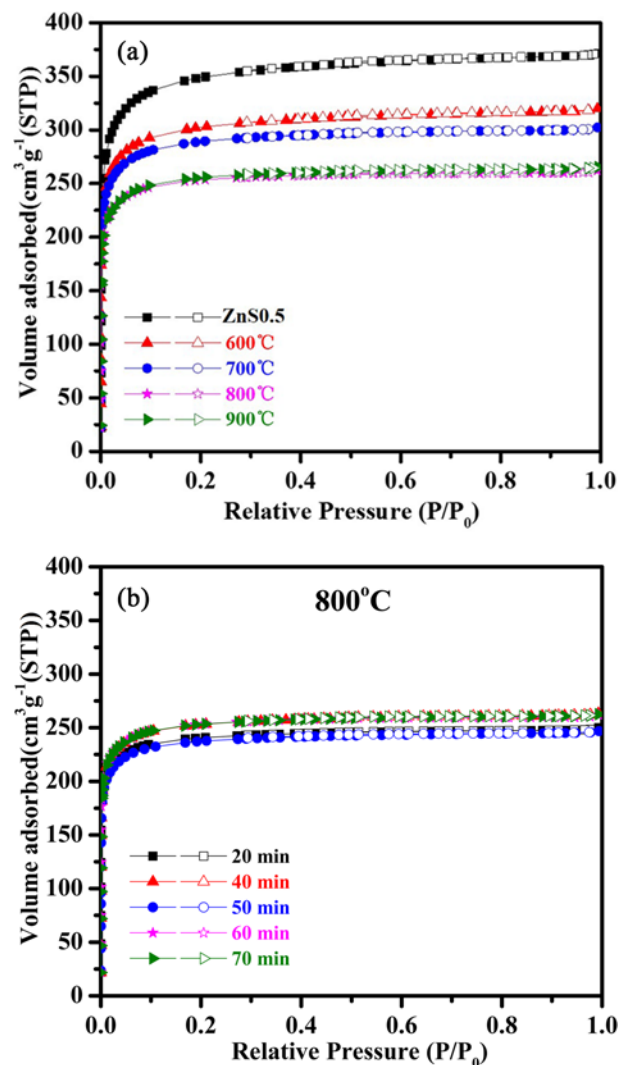 (a)
400
350
300
250
200
150
100
50
0
Volume adsorbed(cm³g⁻¹(STP))
ZnS0.5
600℃
700℃
800℃
900℃
0.0 0.2 0.4 0.6 0.8 1.0
Relative Pressure (P/P₀)
(b) 800°C
400
350
300
250
200
150
100
50
0
Volume adsorbed(cm³g⁻¹(STP))
20 min
40 min
50 min
60 min
70 min
0.0 0.2 0.4 0.6 0.8 1.0
Relative Pressure (P/P₀)